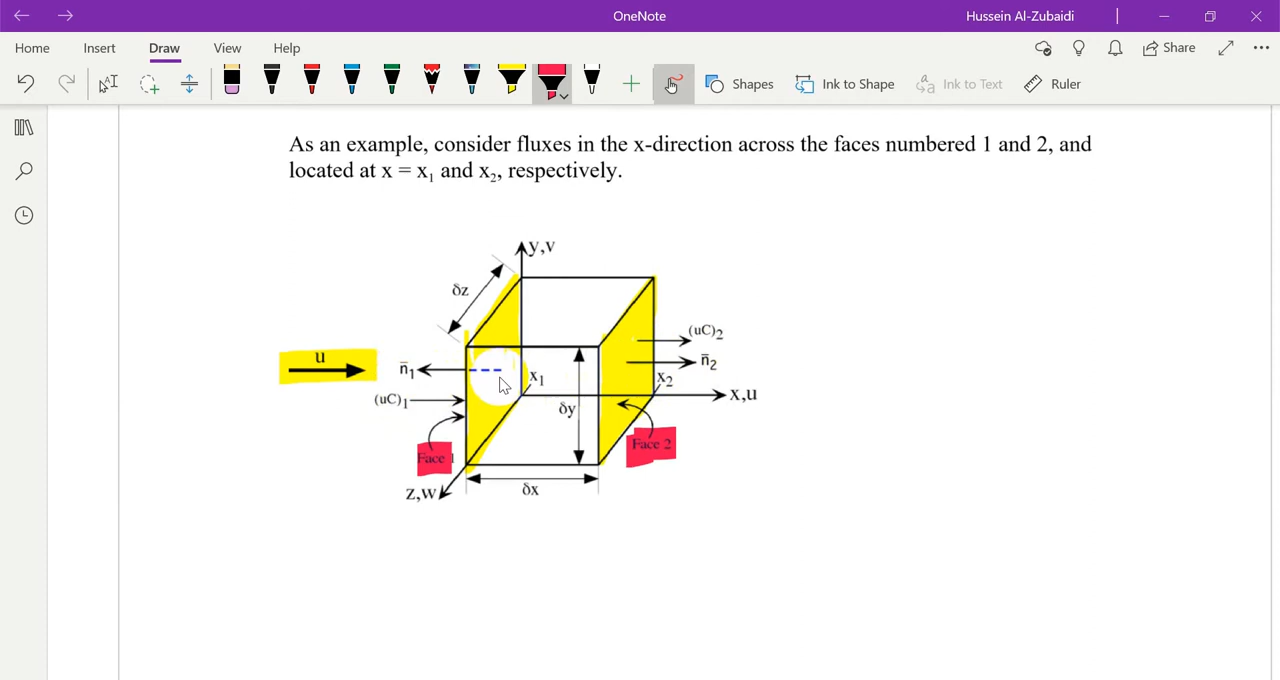 OneNote
Hussein Al-Zubaidi
Home Insert Draw View Help
Share
Shapes Ink to Shape Ink to Text Ruler
As an example, consider fluxes in the x-direction across the faces numbered 1 and 2, and
located at x = x₁ and x₂, respectively.
y,v
δz
(uC)₂
u
n̄₁
n̄₂
x₁
x₂
(uC)₁
x,u
δy
Face 1
Face 2
z,w
δx